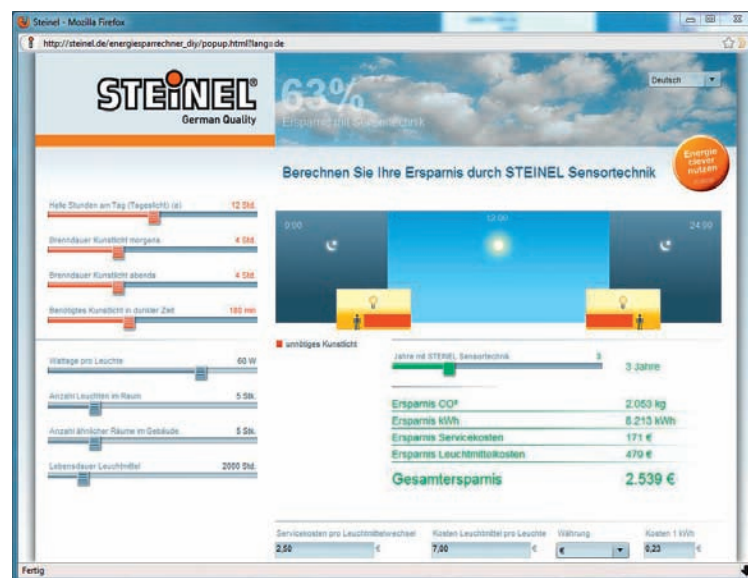 Steinel - Mozilla Firefox
http://steinel.de/energiesparrechner_diy/popup.html?lang=de
STEINEL®
German Quality
63%
Ersparnis mit Sensortechnik
Deutsch
Energie
clever
nutzen
Berechnen Sie Ihre Ersparnis durch STEINEL Sensortechnik
Helle Stunden am Tag (Tageslicht) (ø) 12 Std.
Brenndauer Kunstlicht morgens 4 Std.
Brenndauer Kunstlicht abends 4 Std.
Benötigtes Kunstlicht in dunkler Zeit 180 min
0:00
12:00
24:00
unnötiges Kunstlicht
Wattage pro Leuchte 60 W
Anzahl Leuchten im Raum 5 Stk.
Anzahl ähnlicher Räume im Gebäude 5 Stk.
Lebensdauer Leuchtmittel 2000 Std.
Jahre mit STEINEL Sensortechnik 3
3 Jahre
Ersparnis CO² 2.053 kg
Ersparnis kWh 8.213 kWh
Ersparnis Servicekosten 171 €
Ersparnis Leuchtmittelkosten 479 €
Gesamtersparnis 2.539 €
Servicekosten pro Leuchtmittelwechsel Kosten Leuchtmittel pro Leuchte Währung Kosten 1 kWh
2,50 € 7,00 € € 0,23 €
Fertig